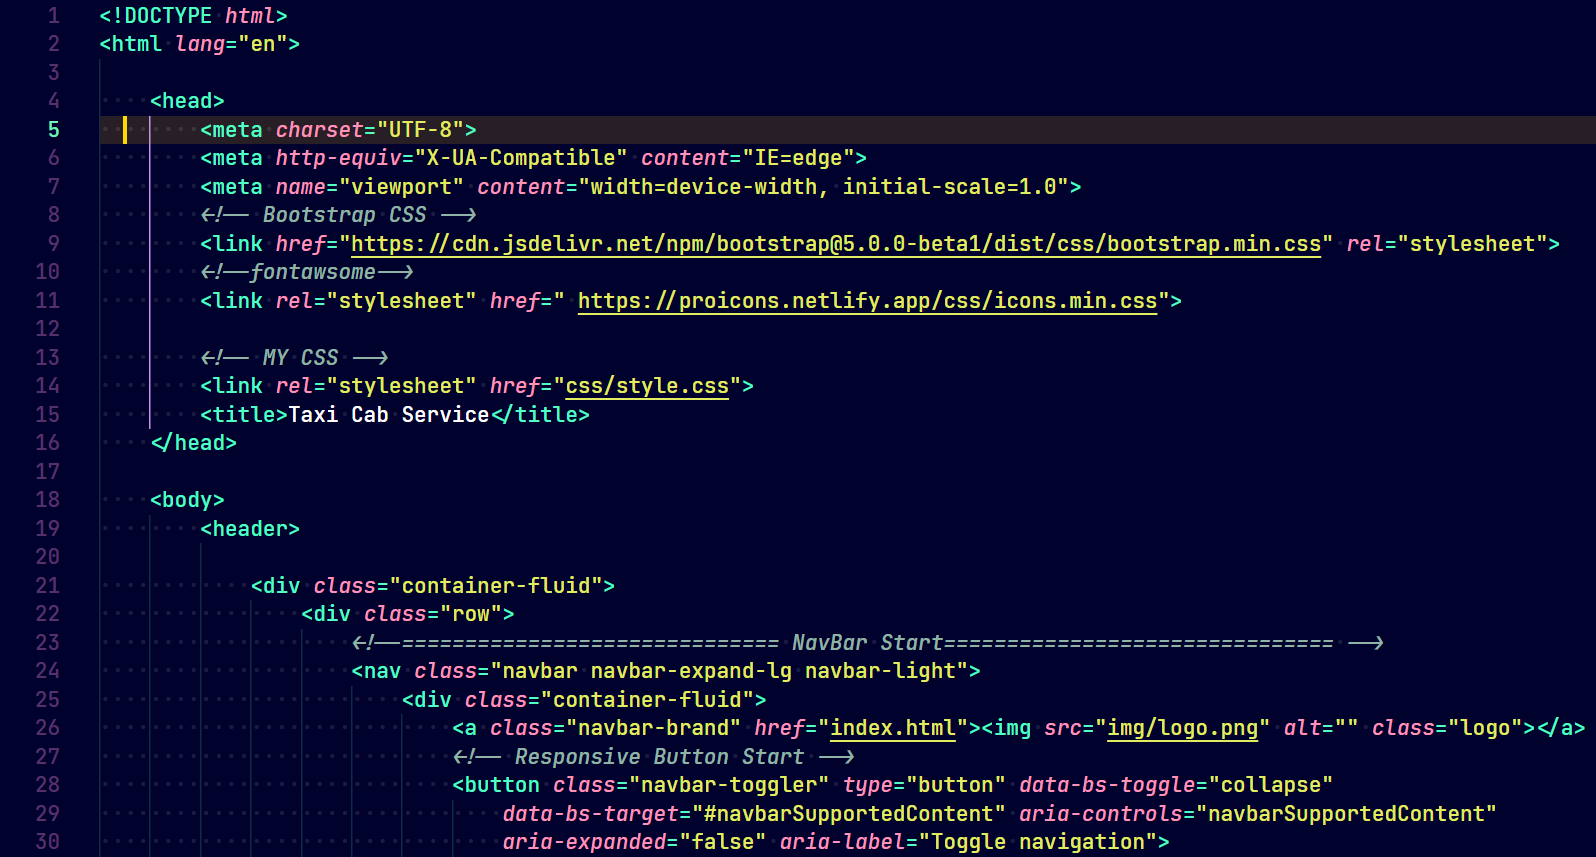 1 <!DOCTYPE html>
2 <html lang="en">
3
4 <head>
5 <meta charset="UTF-8">
6 <meta http-equiv="X-UA-Compatible" content="IE=edge">
7 <meta name="viewport" content="width=device-width, initial-scale=1.0">
8 <!-- Bootstrap CSS -->
9 <link href="https://cdn.jsdelivr.net/npm/bootstrap@5.0.0-beta1/dist/css/bootstrap.min.css" rel="stylesheet">
10 <!--fontawsome-->
11 <link rel="stylesheet" href=" https://proicons.netlify.app/css/icons.min.css">
12
13 <!-- MY CSS -->
14 <link rel="stylesheet" href="css/style.css">
15 <title>Taxi Cab Service</title>
16 </head>
17
18 <body>
19 <header>
20
21 <div class="container-fluid">
22 <div class="row">
23 <!--============================== NavBar Start=============================== -->
24 <nav class="navbar navbar-expand-lg navbar-light">
25 <div class="container-fluid">
26 <a class="navbar-brand" href="index.html"><img src="img/logo.png" alt="" class="logo"></a>
27 <!-- Responsive Button Start -->
28 <button class="navbar-toggler" type="button" data-bs-toggle="collapse"
29 data-bs-target="#navbarSupportedContent" aria-controls="navbarSupportedContent"
30 aria-expanded="false" aria-label="Toggle navigation">